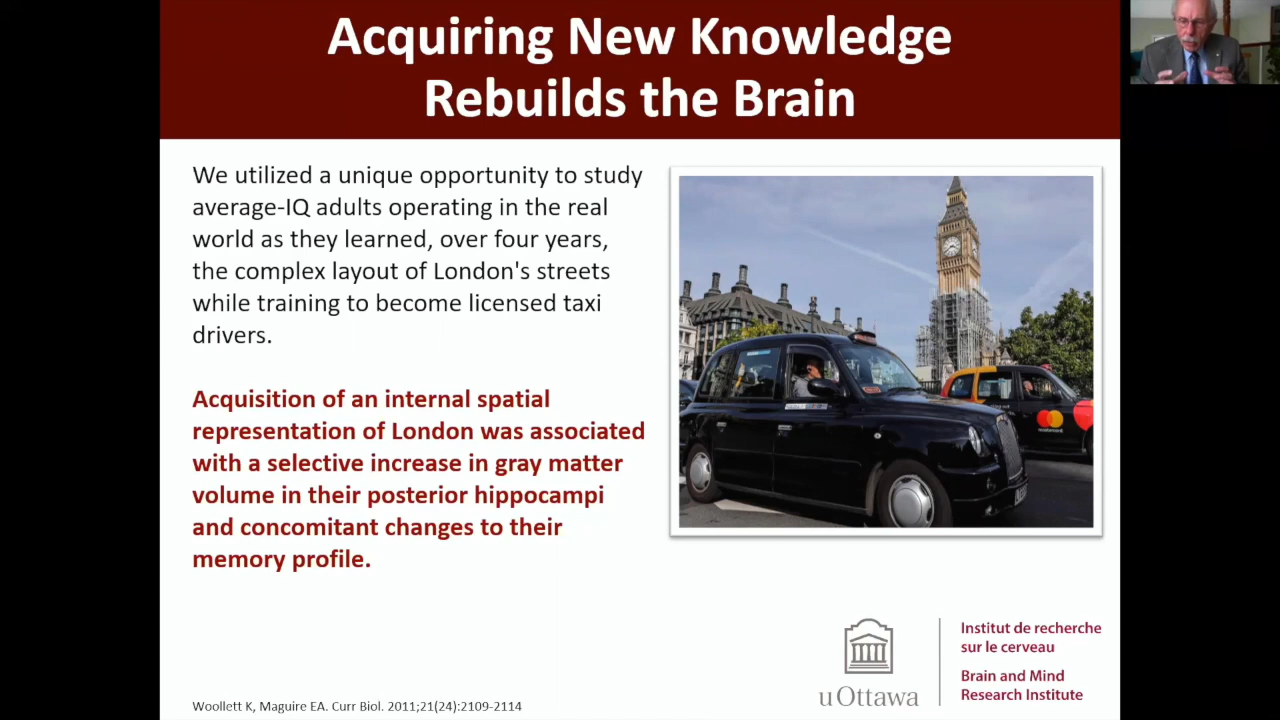 Acquiring New Knowledge
Rebuilds the Brain
We utilized a unique opportunity to study
average-IQ adults operating in the real
world as they learned, over four years,
the complex layout of London's streets
while training to become licensed taxi
drivers.
Acquisition of an internal spatial
representation of London was associated
with a selective increase in gray matter
volume in their posterior hippocampi
and concomitant changes to their
memory profile.
mastercard
uOttawa
Institut de recherche
sur le cerveau
Brain and Mind
Research Institute
Woollett K, Maguire EA. Curr Biol. 2011;21(24):2109-2114